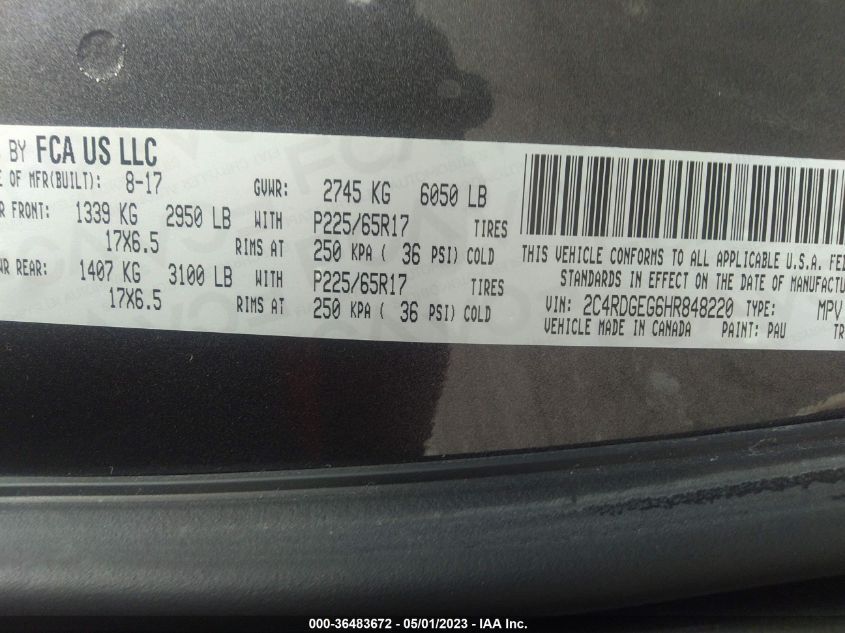 BY FCA US LLC
OF MFR(BUILT): 8-17 GVWR: 2745 KG 6050 LB
FRONT: 1339 KG 2950 LB WITH P225/65R17 TIRES
17X6.5 RIMS AT 250 KPA ( 36 PSI) COLD
REAR: 1407 KG 3100 LB WITH P225/65R17 TIRES
17X6.5 RIMS AT 250 KPA ( 36 PSI) COLD
THIS VEHICLE CONFORMS TO ALL APPLICABLE U.S.A. FED
STANDARDS IN EFFECT ON THE DATE OF MANUFACTU
VIN: 2C4RDGEG6HR848220 TYPE: MPV
VEHICLE MADE IN CANADA PAINT: PAU TR
000-36483672 - 05/01/2023 - IAA Inc.